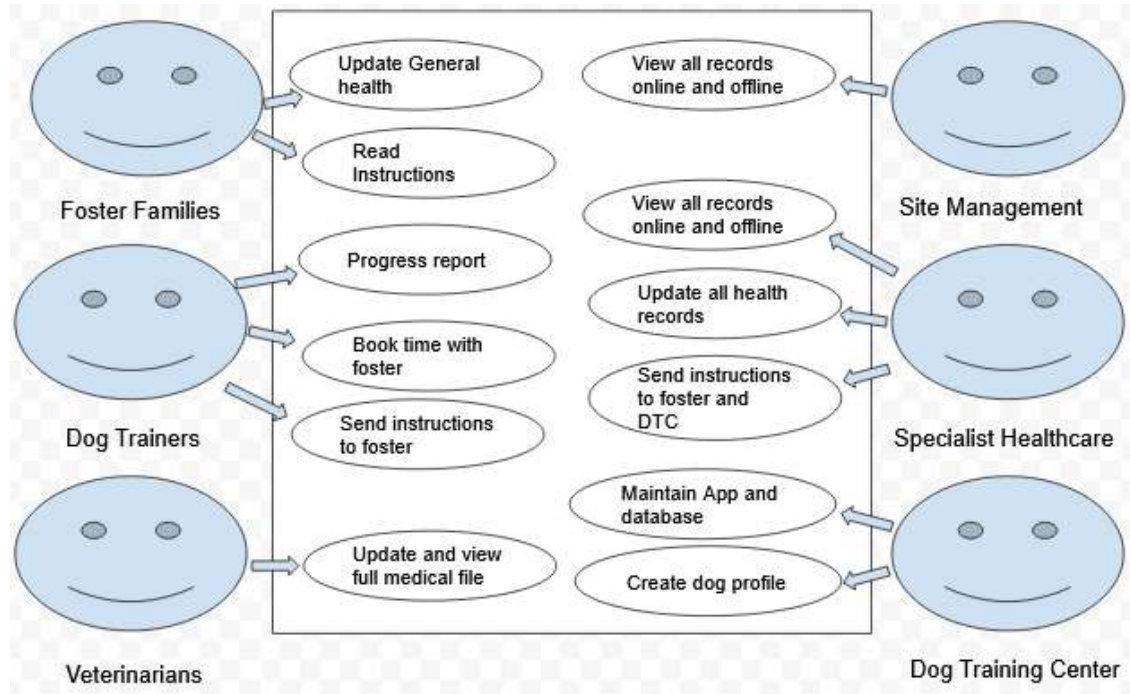 Update General
health
Read
Instructions
Foster Families
Progress report
Book time with
foster
Send instructions
to foster
Dog Trainers
Update and view
full medical file
Veterinarians
View all records
online and offline
Site Management
View all records
online and offline
Update all health
records
Send instructions
to foster and
DTC
Specialist Healthcare
Maintain App and
database
Create dog profile
Dog Training Center